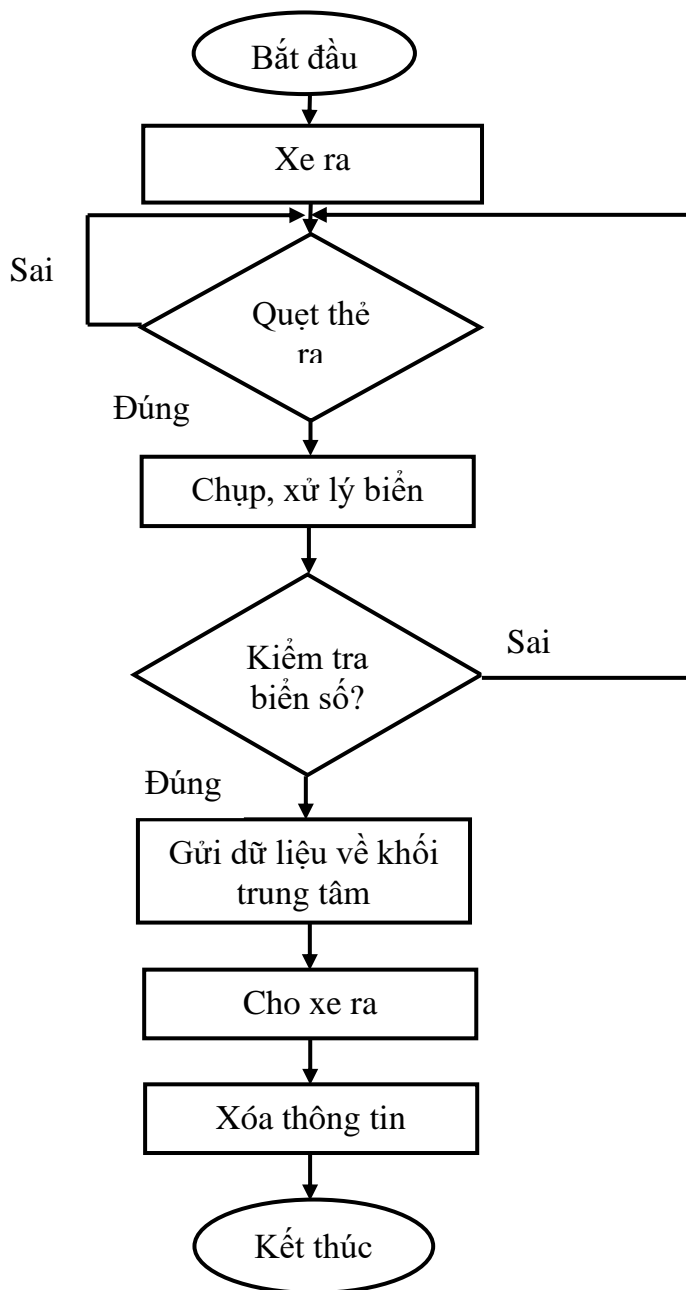 Bắt đầu
Xe ra
Sai
Quẹt thẻ
ra
Đúng
Chụp, xử lý biển
Sai
Kiểm tra
biển số?
Đúng
Gửi dữ liệu về khối
trung tâm
Cho xe ra
Xóa thông tin
Kết thúc